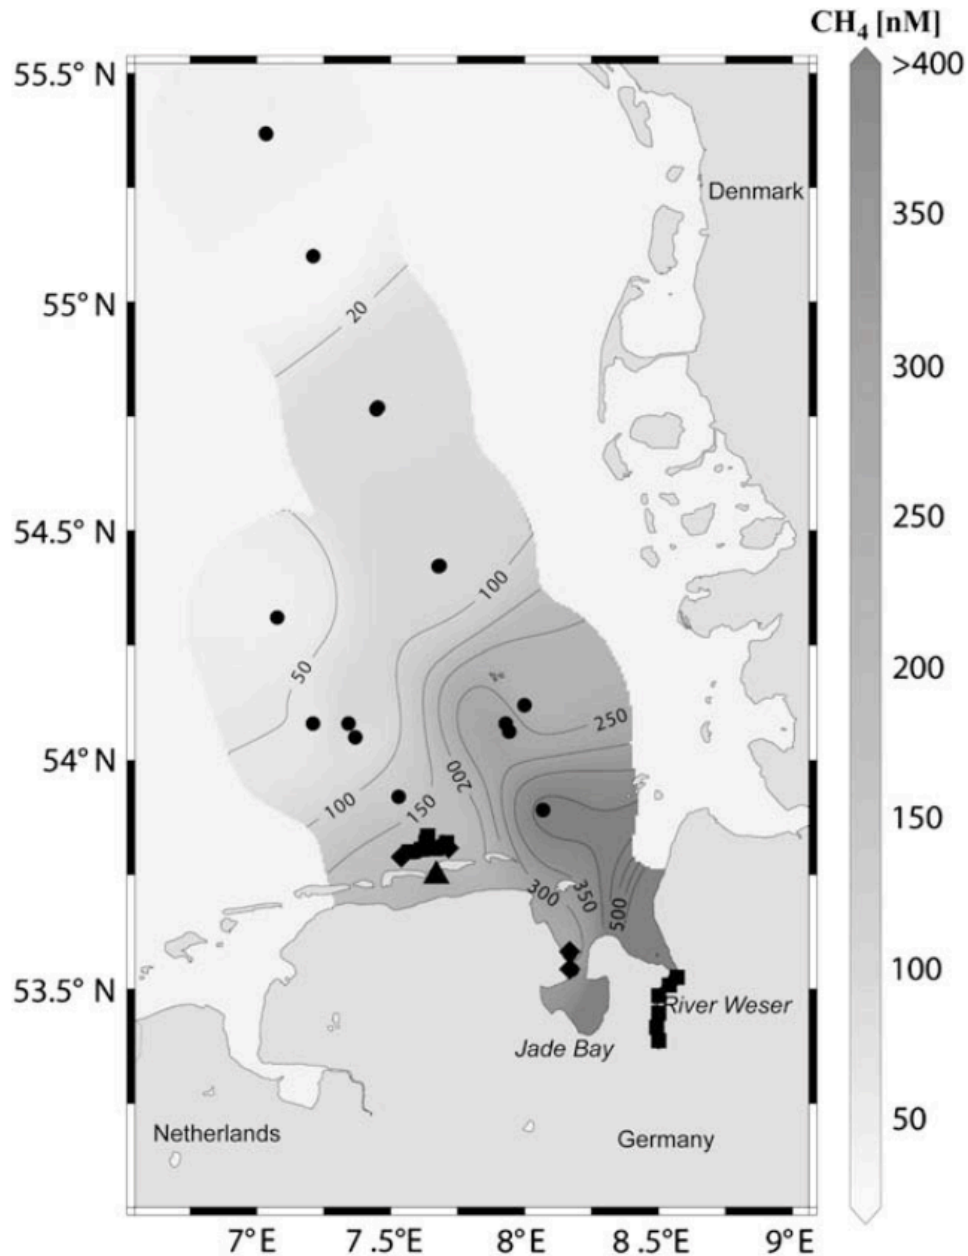 CH4 [nM]
>400
350
300
250
200
150
100
50
55.5° N
55° N
54.5° N
54° N
53.5° N
Denmark
20
100
50
250
200
100
150
300
350
500
River Weser
Jade Bay
Netherlands
Germany
7°E
7.5°E
8°E
8.5°E
9°E